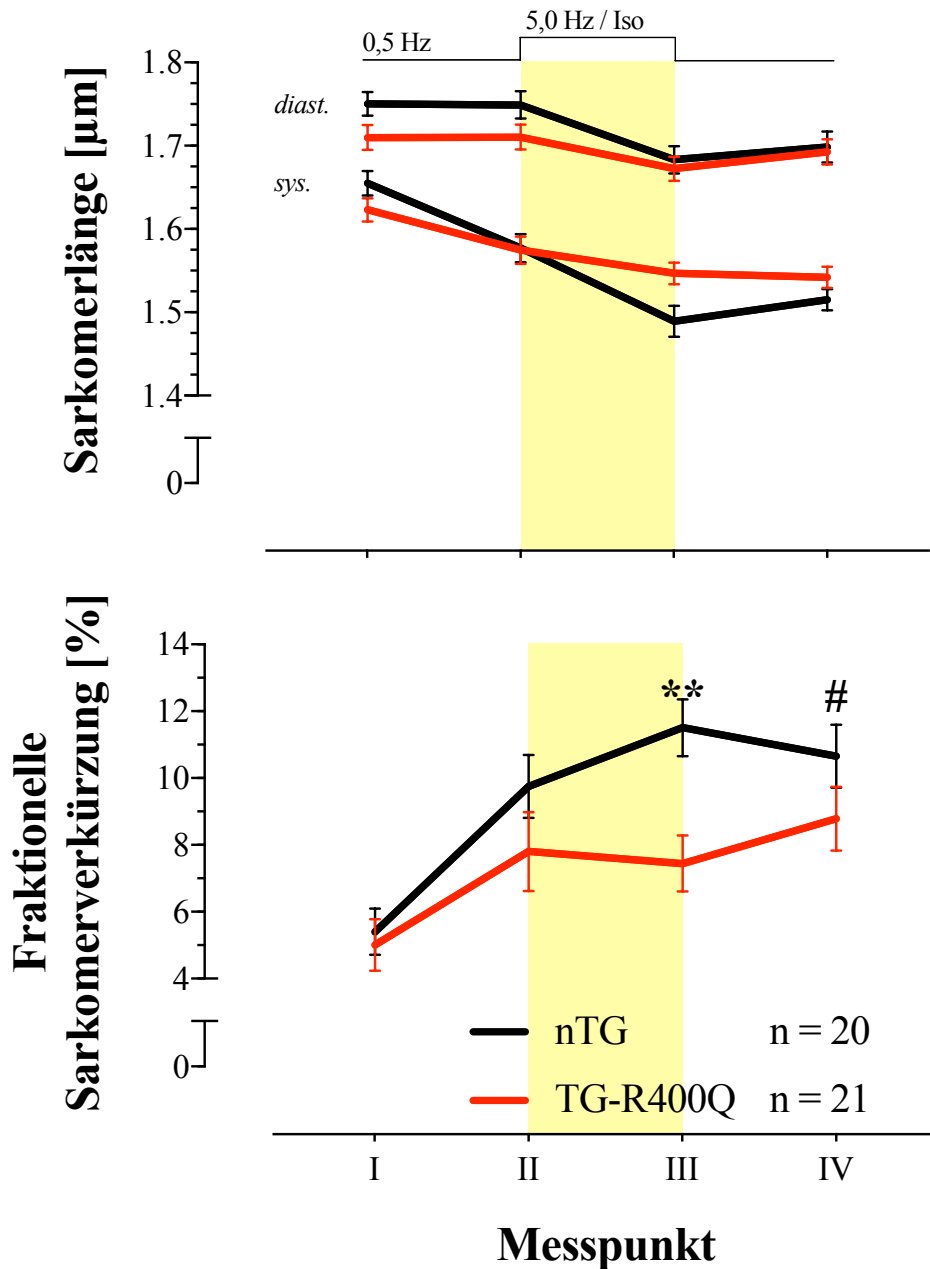 5,0 Hz / Iso
0,5 Hz
Sarkomerlänge [µm]
1.8
1.7
1.6
1.5
1.4
0
diast.
sys.
Fraktionelle
Sarkomerverkürzung [%]
14
12
10
8
6
4
0
**
#
nTG n = 20
TG-R400Q n = 21
I II III IV
Messpunkt